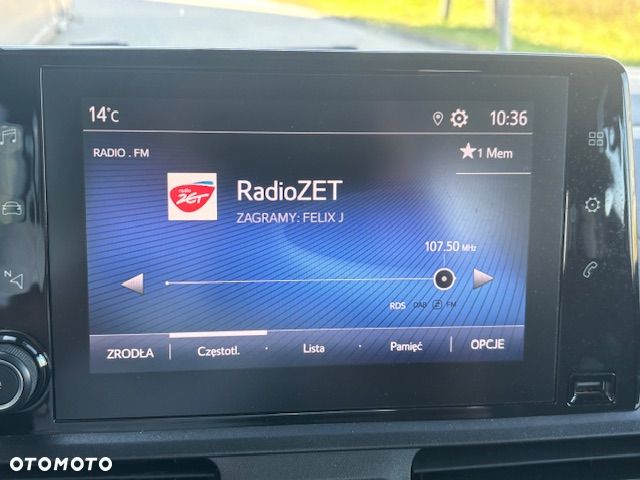 14°C
10:36
RADIO . FM
★1 Mem
radio
ZET
RadioZET
ZAGRAMY: FELIX J
107.50 MHz
RDS DAB FM
ZRODŁA
Częstotl.
Lista
Pamięć
OPCJE
N
OTOMOTO